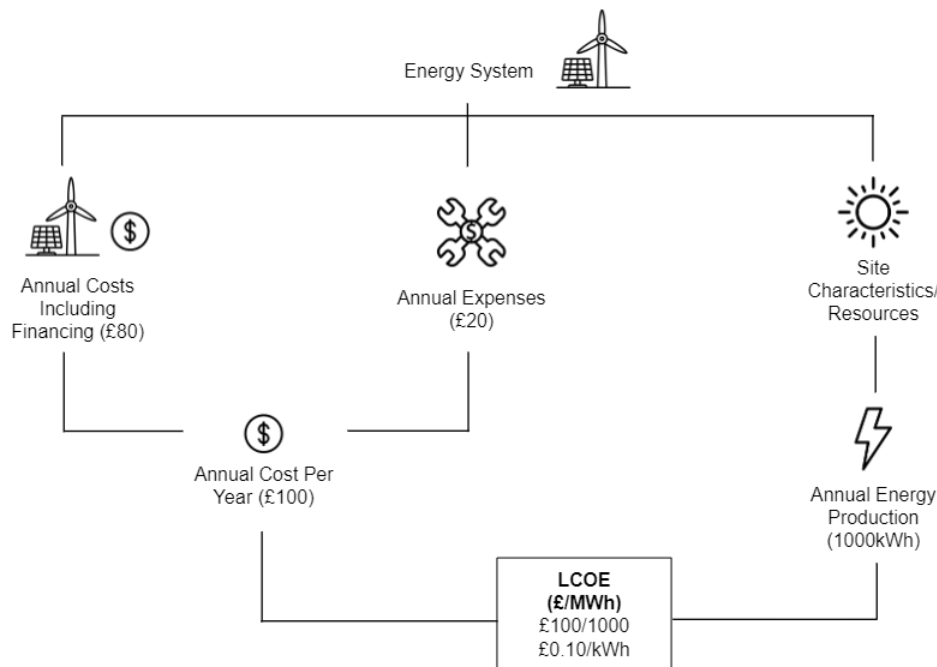 Energy System
Annual Costs
Including
Financing (£80)
Annual Expenses
(£20)
Site
Characteristics/
Resources
$
$
$
Annual Cost Per
Year (£100)
Annual Energy
Production
(1000kWh)
LCOE
(£/MWh)
£100/1000
£0.10/kWh